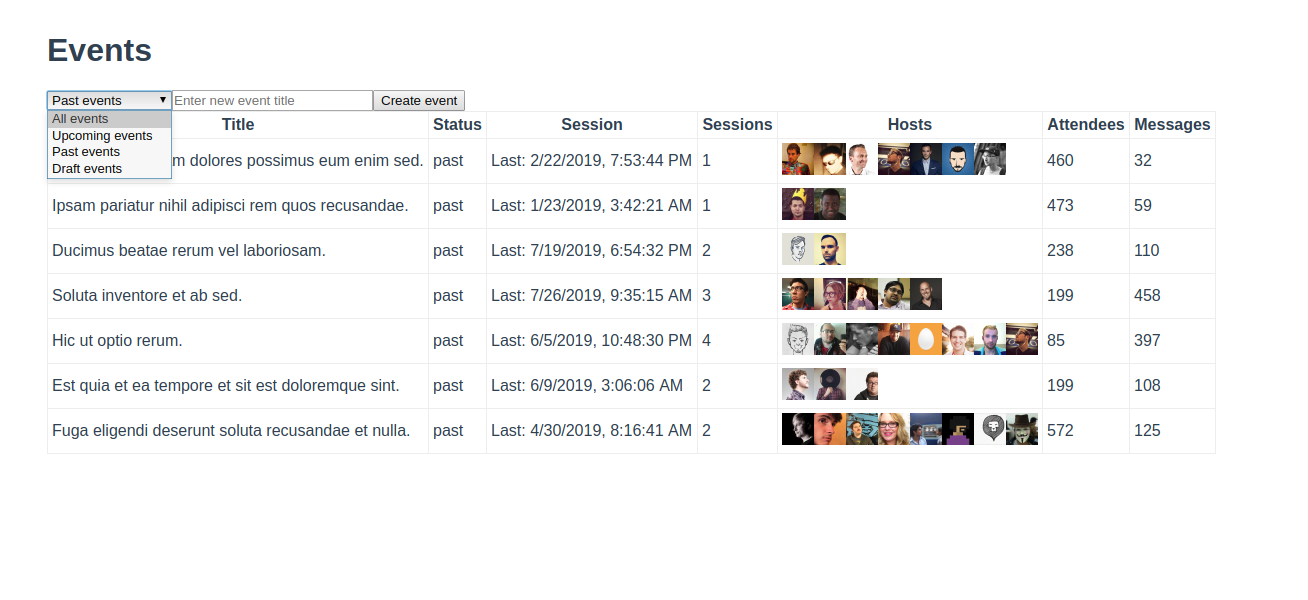 Events
Past events ▼ Enter new event title Create event
All events
Upcoming events
Past events
Draft events
Title Status Session Sessions Hosts Attendees Messages
m dolores possimus eum enim sed. past Last: 2/22/2019, 7:53:44 PM 1 460 32
Ipsam pariatur nihil adipisci rem quos recusandae. past Last: 1/23/2019, 3:42:21 AM 1 473 59
Ducimus beatae rerum vel laboriosam. past Last: 7/19/2019, 6:54:32 PM 2 238 110
Soluta inventore et ab sed. past Last: 7/26/2019, 9:35:15 AM 3 199 458
Hic ut optio rerum. past Last: 6/5/2019, 10:48:30 PM 4 85 397
Est quia et ea tempore et sit est doloremque sint. past Last: 6/9/2019, 3:06:06 AM 2 199 108
Fuga eligendi deserunt soluta recusandae et nulla. past Last: 4/30/2019, 8:16:41 AM 2 572 125